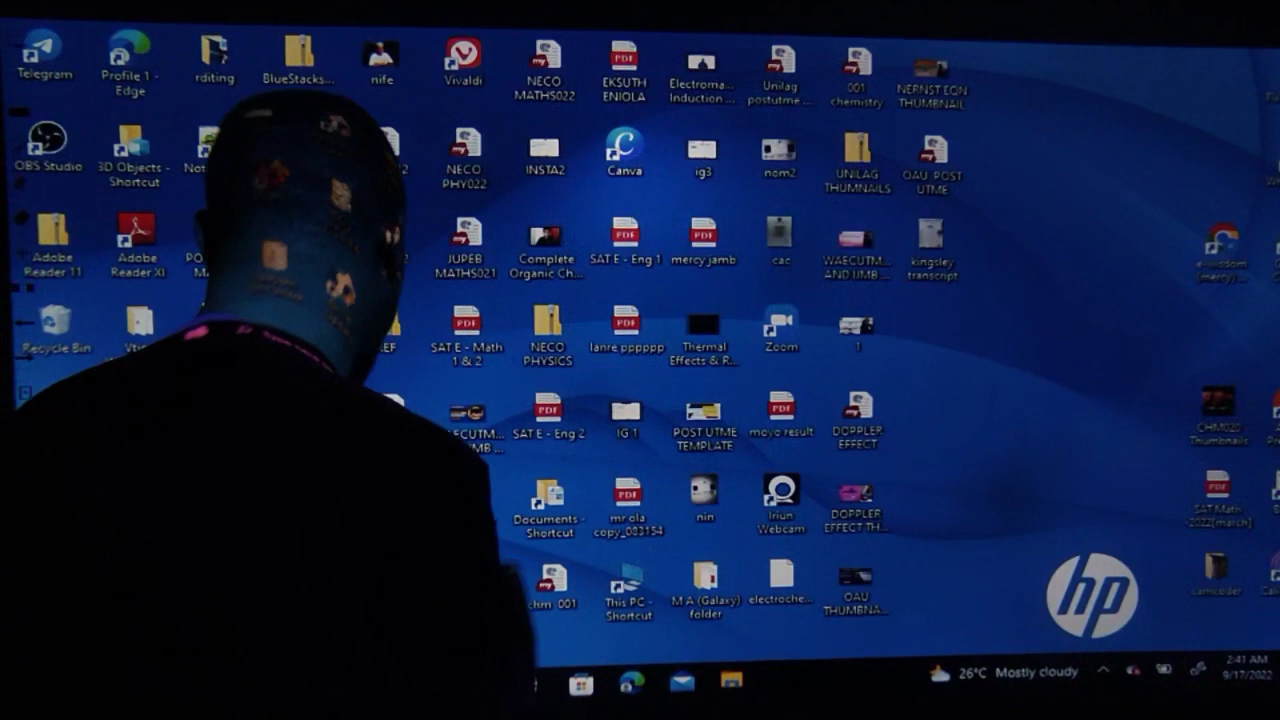 Telegram
Profile 1 -
Edge
rditing
BlueStacks...
nife
Vivaldi
NECO
MATHS022
EKSUTH
ENIOLA
Electroma...
Induction ...
Unilag
postutme ...
001
chemistry
NERNST EQN
THUMBNAIL
OBS Studio
3D Objects -
Shortcut
NECO
PHY022
INSTA2
Canva
ig3
nom2
UNILAG
THUMNAILS
OAU POST
UTME
Adobe
Reader 11
Adobe
Reader XI
JUPEB
MATHS021
Complete
Organic Ch...
SAT E - Eng 1
mercy jamb
cac
WAECUTM...
AND UMB ...
kingsley
transcript
e-wisdom
(mercy)...
Recycle Bin
SAT E - Math
1 & 2
NECO
PHYSICS
lanre pppppp
Thermal
Effects & R...
Zoom
1
SAT E - Eng 2
IG 1
POST UTME
TEMPLATE
moyo result
DOPPLER
EFFECT
CHM020
Thumbnails
Documents -
Shortcut
mr ola
copy_083154
nin
Iriun
Webcam
DOPPLER
EFFECT TH...
SAT Math
-2022[march]
chm 001
This PC -
Shortcut
M A (Galaxy)
folder
electroche...
OAU
THUMBNA...
camcoder
hp
26°C Mostly cloudy
2:41 AM
9/17/2022